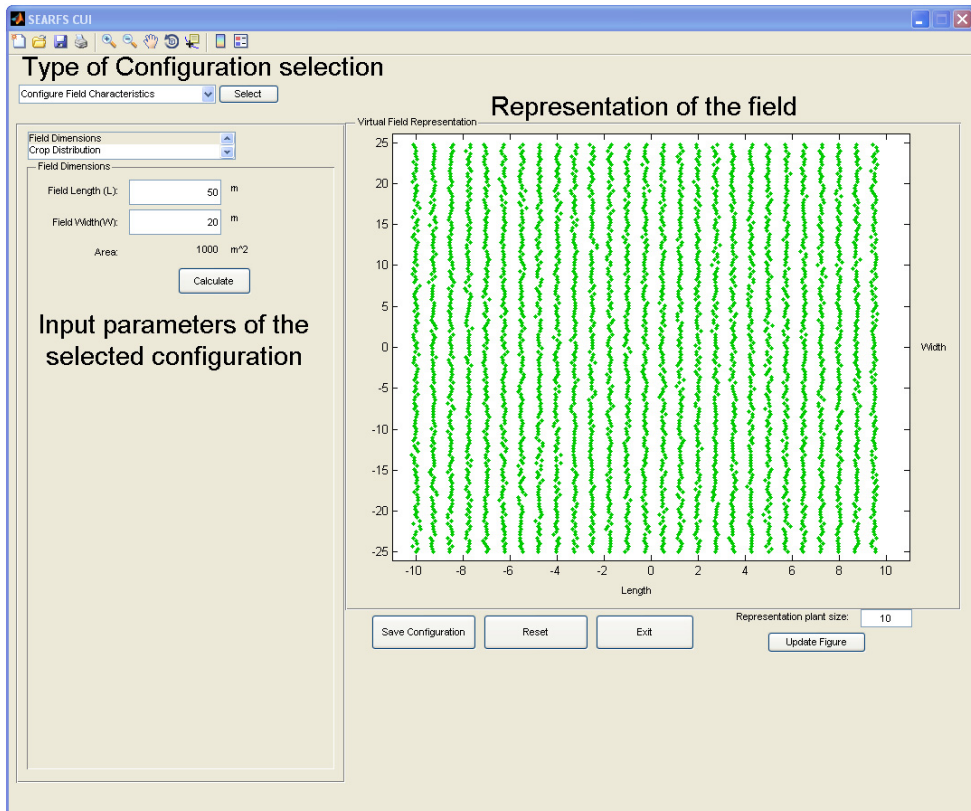 SEARFS CUI
Type of Configuration selection
Configure Field Characteristics
Select
Representation of the field
Field Dimensions
Crop Distribution
Field Dimensions
Field Length (L): 50 m
Field Width(W): 20 m
Area: 1000 m^2
Calculate
Input parameters of the
selected configuration
Virtual Field Representation
25
20
15
10
5
0
-5
-10
-15
-20
-25
Width
-10 -8 -6 -4 -2 0 2 4 6 8 10
Length
Save Configuration
Reset
Exit
Representation plant size: 10
Update Figure